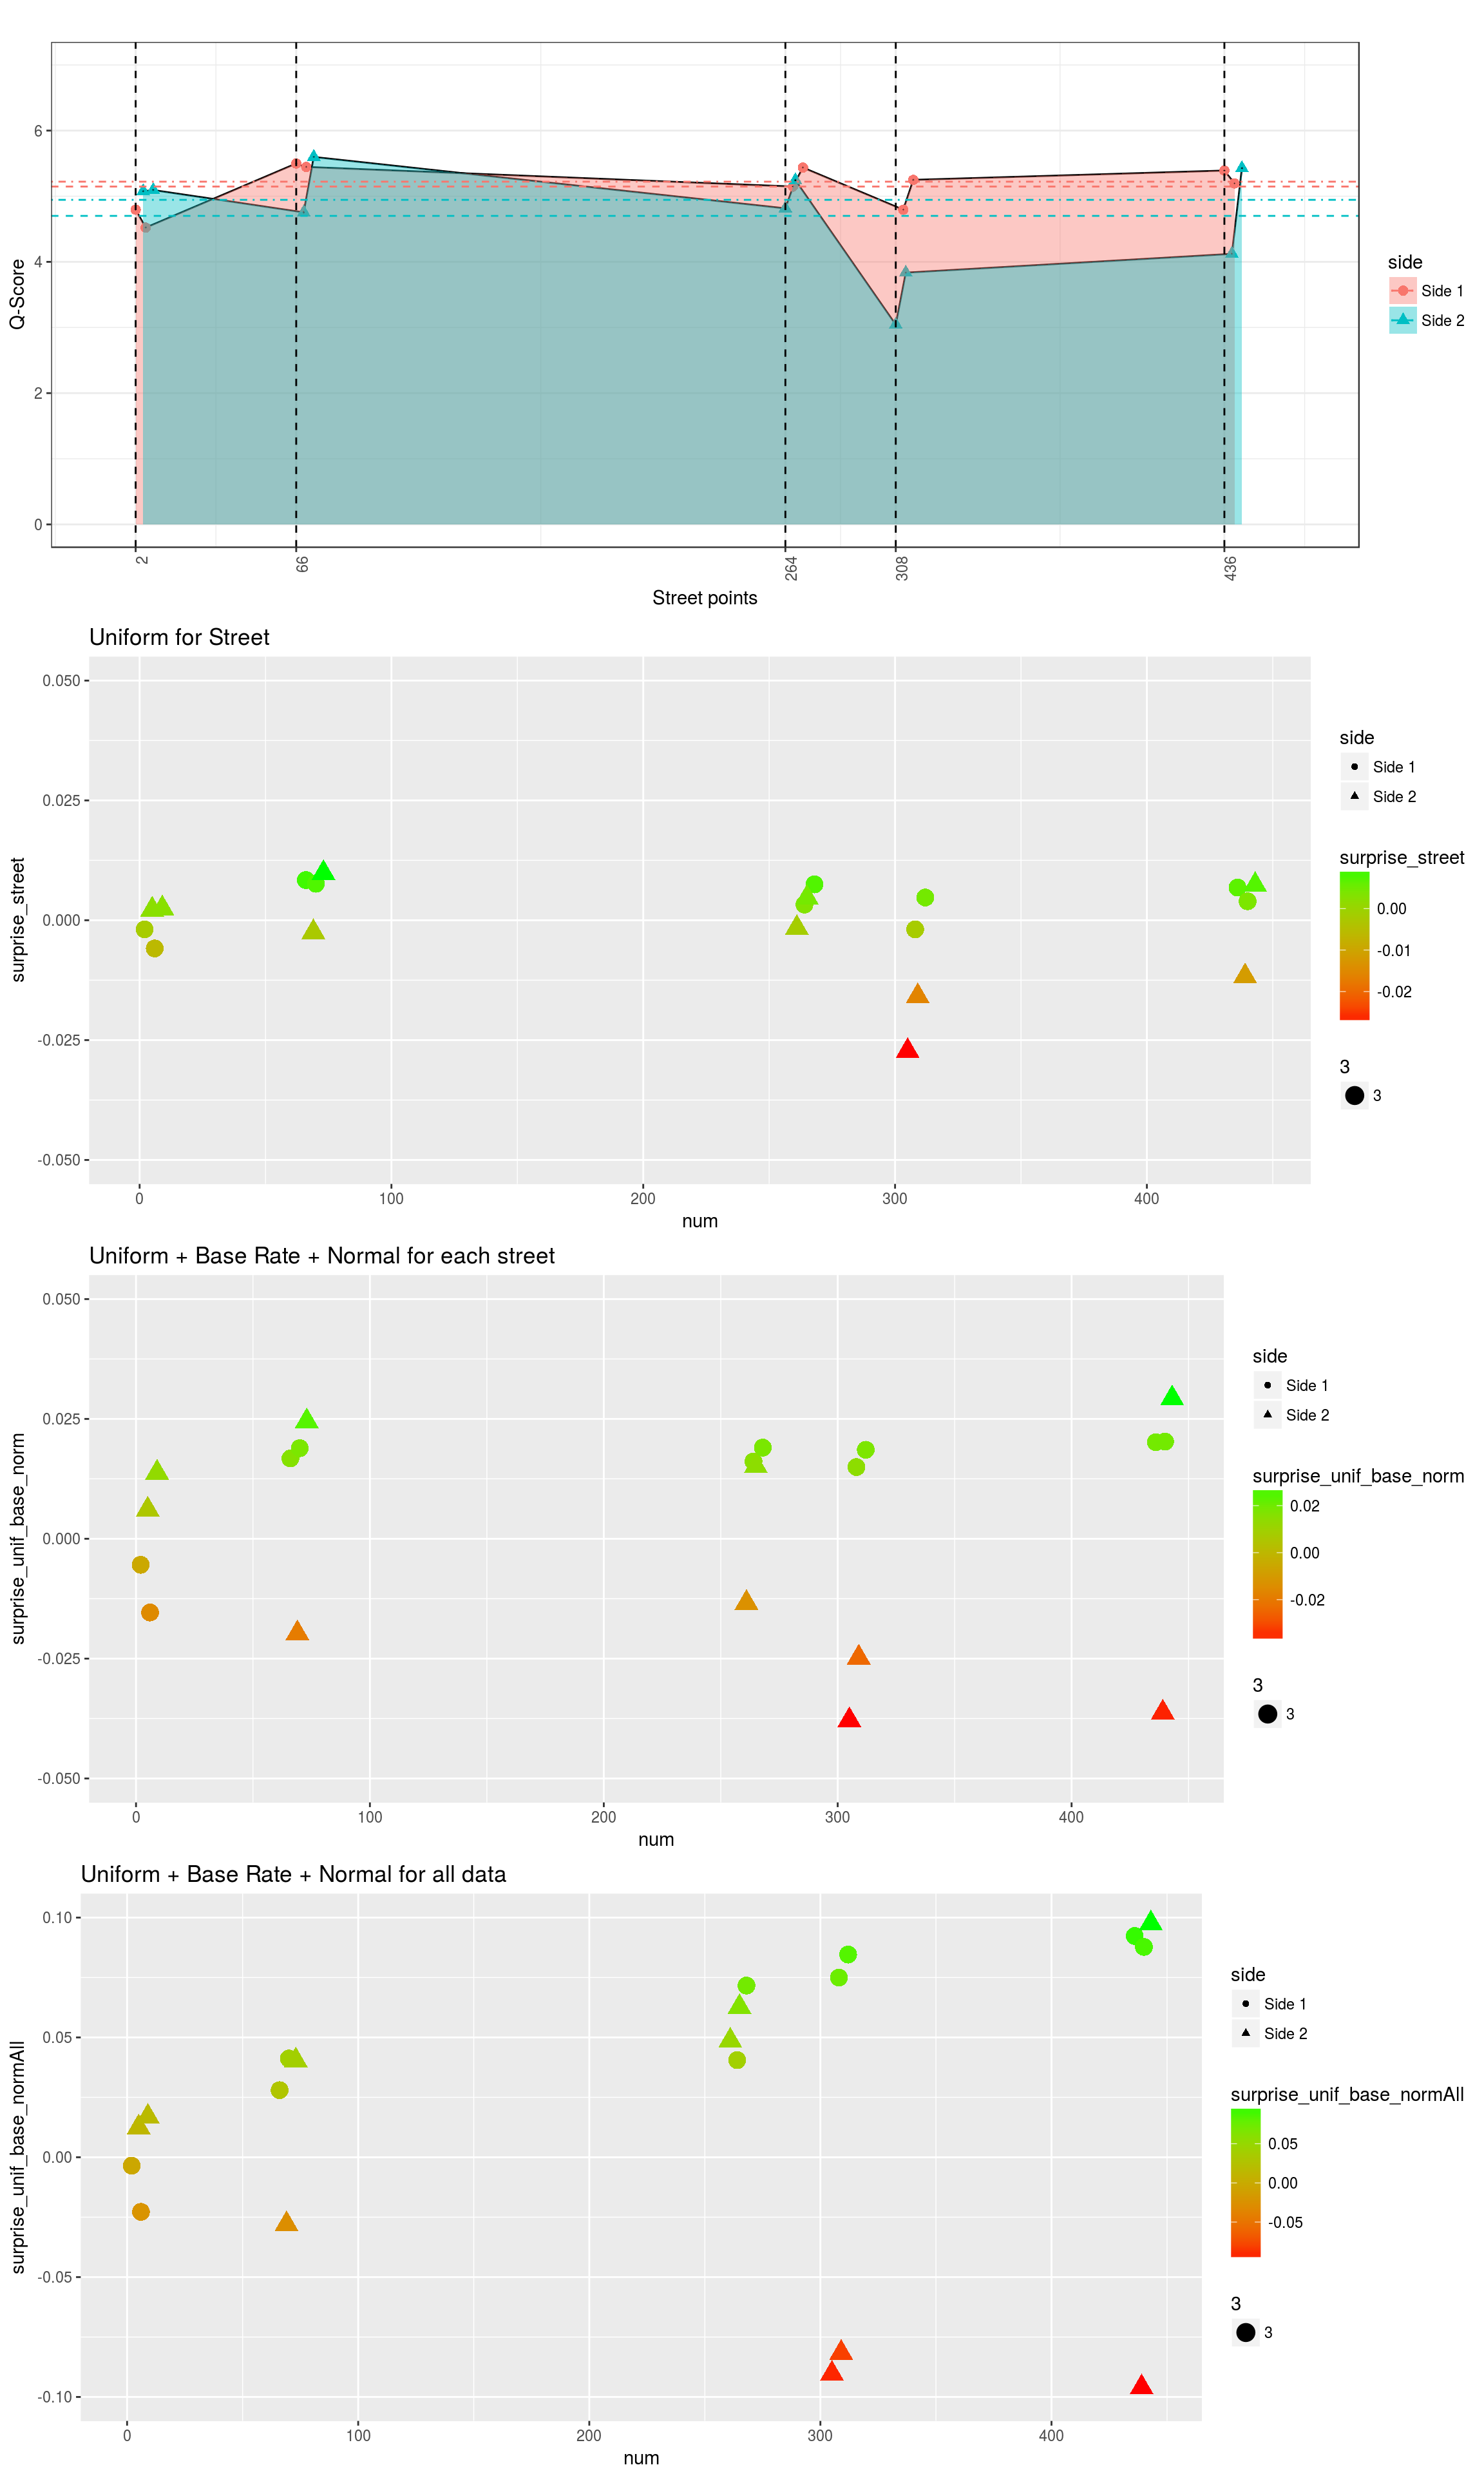 6
4
2
0
Q-Score
2
66
264
308
436
Street points
side
Side 1
Side 2
Uniform for Street
0.050
0.025
0.000
-0.025
-0.050
surprise_street
0
100
200
300
400
num
side
Side 1
Side 2
surprise_street
0.00
-0.01
-0.02
3
3
Uniform + Base Rate + Normal for each street
0.050
0.025
0.000
-0.025
-0.050
surprise_unif_base_norm
0
100
200
300
400
num
side
Side 1
Side 2
surprise_unif_base_norm
0.02
0.00
-0.02
3
3
Uniform + Base Rate + Normal for all data
0.10
0.05
0.00
-0.05
-0.10
surprise_unif_base_normAll
0
100
200
300
400
num
side
Side 1
Side 2
surprise_unif_base_normAll
0.05
0.00
-0.05
3
3